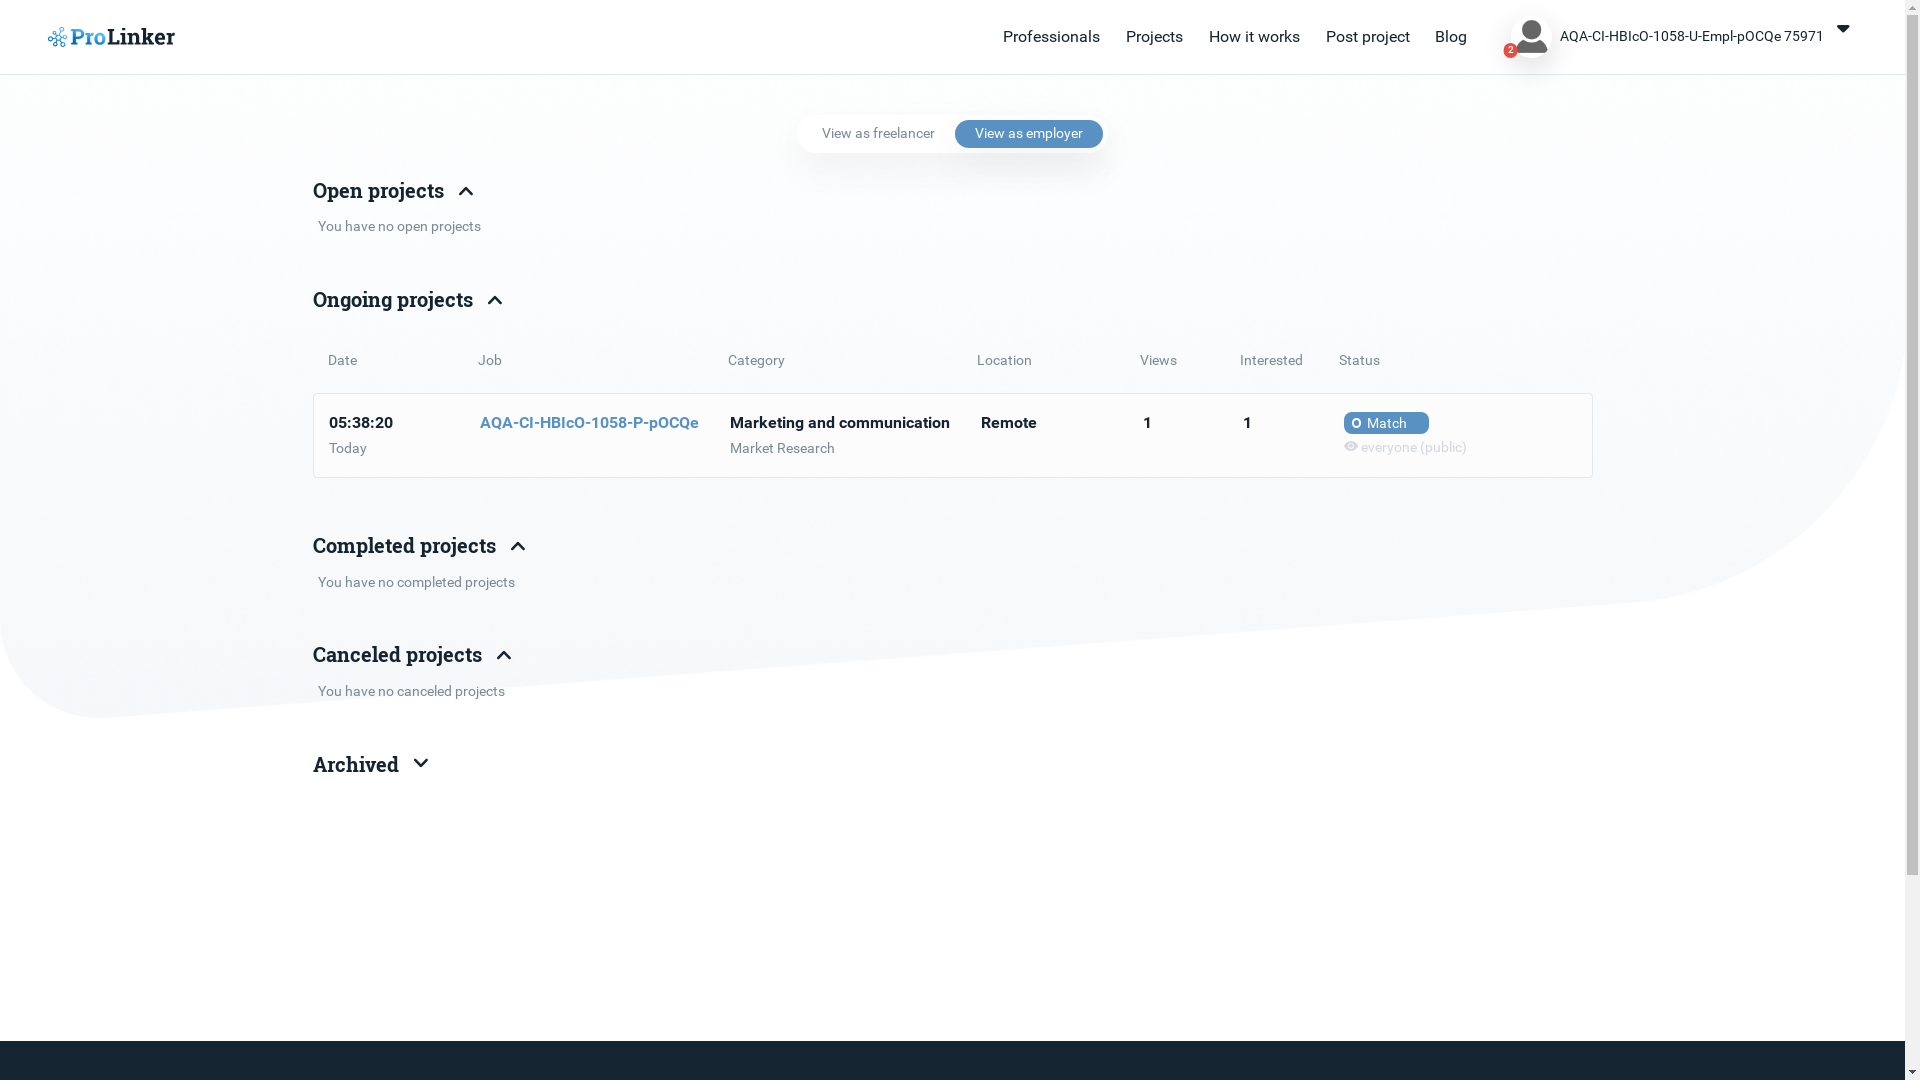 ProLinker
Professionals
Projects
How it works
Post project
Blog
2
AQA-CI-HBIcO-1058-U-Empl-pOCQe 75971
View as freelancer
View as employer
Open projects
You have no open projects
Ongoing projects
Date Job Category Location Views Interested Status
05:38:20 AQA-CI-HBIcO-1058-P-pOCQe Marketing and communication Remote 1 1 Match
Today Market Research everyone (public)
Completed projects
You have no completed projects
Canceled projects
You have no canceled projects
Archived